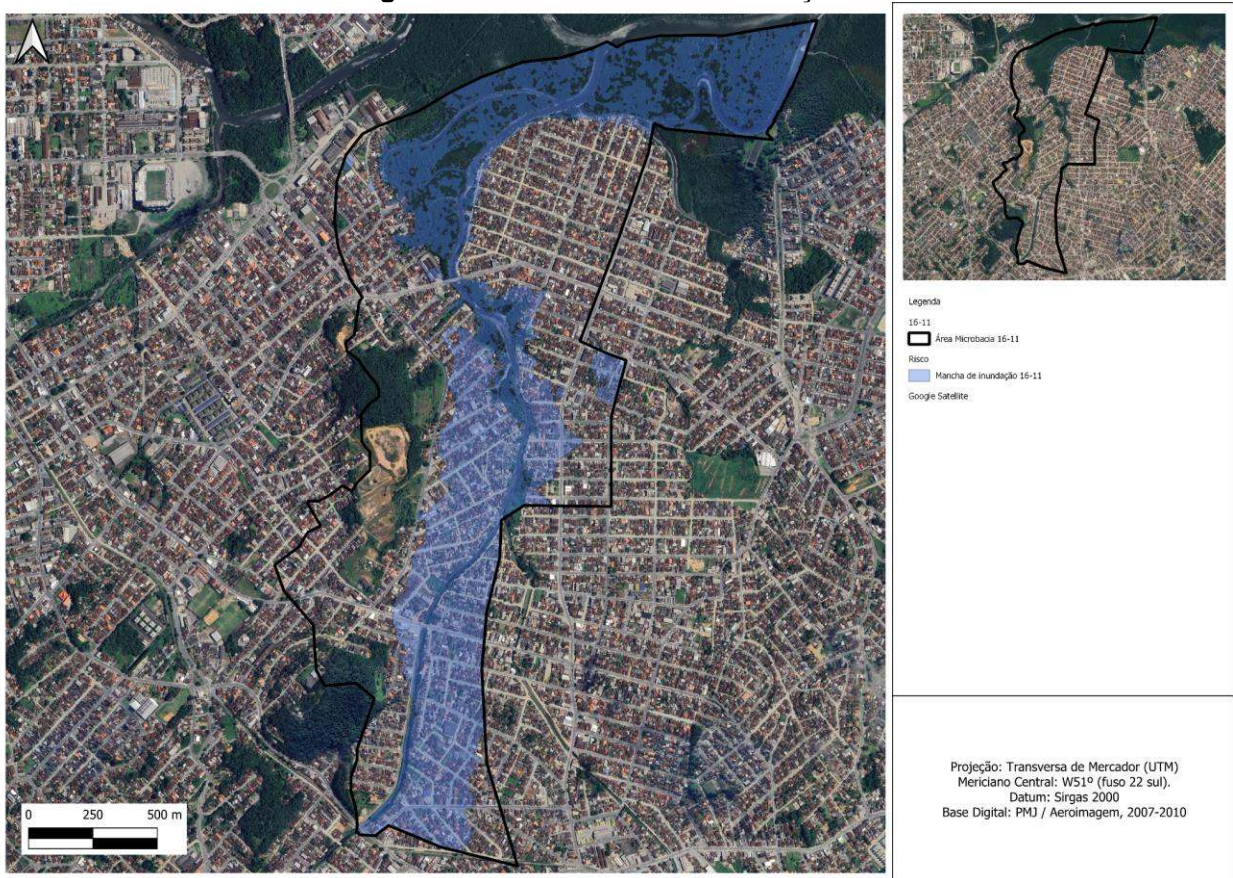 0 250 500 m
Legenda
16-11
Área Microbacia 16-11
Risco
Mancha de inundação 16-11
Google Satellite
Projeção: Transversa de Mercador (UTM)
Mericiano Central: W51º (fuso 22 sul).
Datum: Sirgas 2000
Base Digital: PMJ / Aeroimagem, 2007-2010